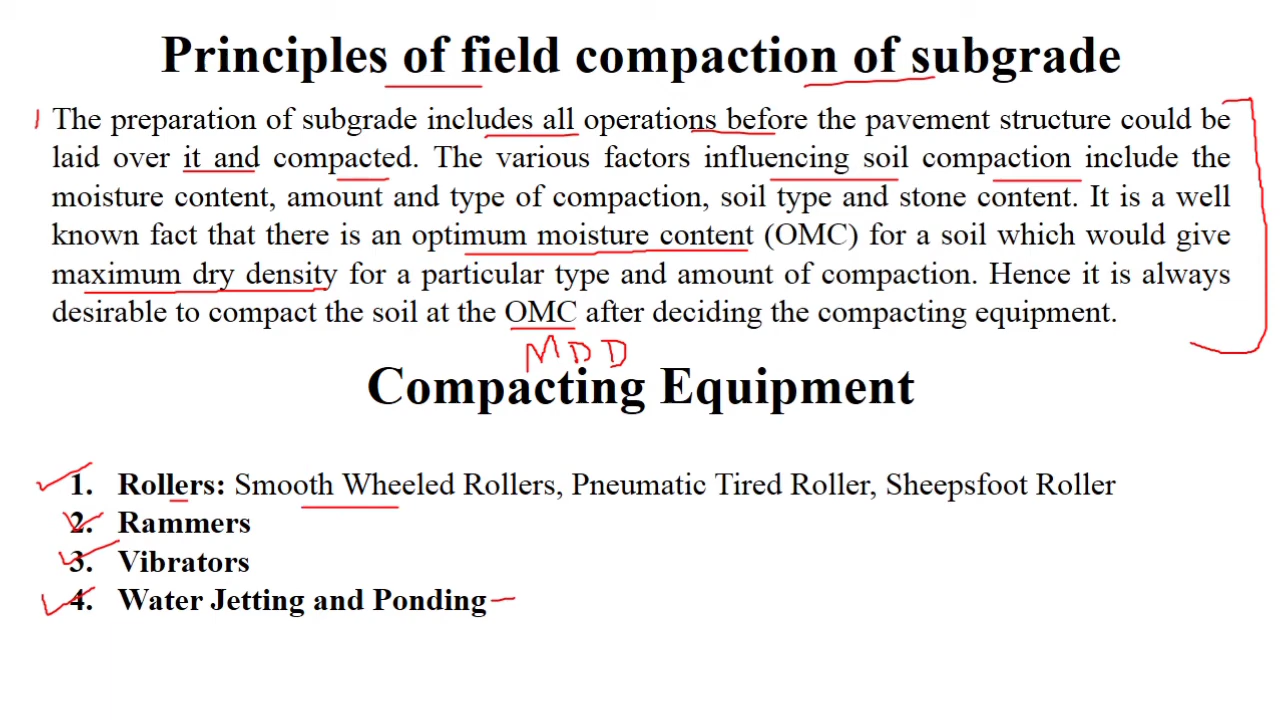 Principles of field compaction of subgrade
The preparation of subgrade includes all operations before the pavement structure could be
laid over it and compacted. The various factors influencing soil compaction include the
moisture content, amount and type of compaction, soil type and stone content. It is a well
known fact that there is an optimum moisture content (OMC) for a soil which would give
maximum dry density for a particular type and amount of compaction. Hence it is always
desirable to compact the soil at the OMC after deciding the compacting equipment.
MDD
Compacting Equipment
1. Rollers: Smooth Wheeled Rollers, Pneumatic Tired Roller, Sheepsfoot Roller
2. Rammers
3. Vibrators
4. Water Jetting and Ponding